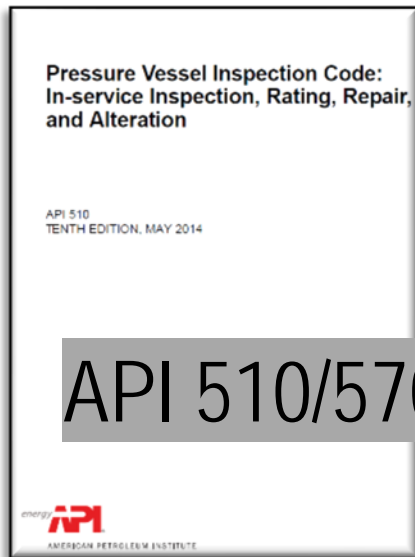 Pressure Vessel Inspection Code:
In-service Inspection, Rating, Repair,
and Alteration
API 510
TENTH EDITION, MAY 2014
API 510/570
energy API
AMERICAN PETROLEUM INSTITUTE